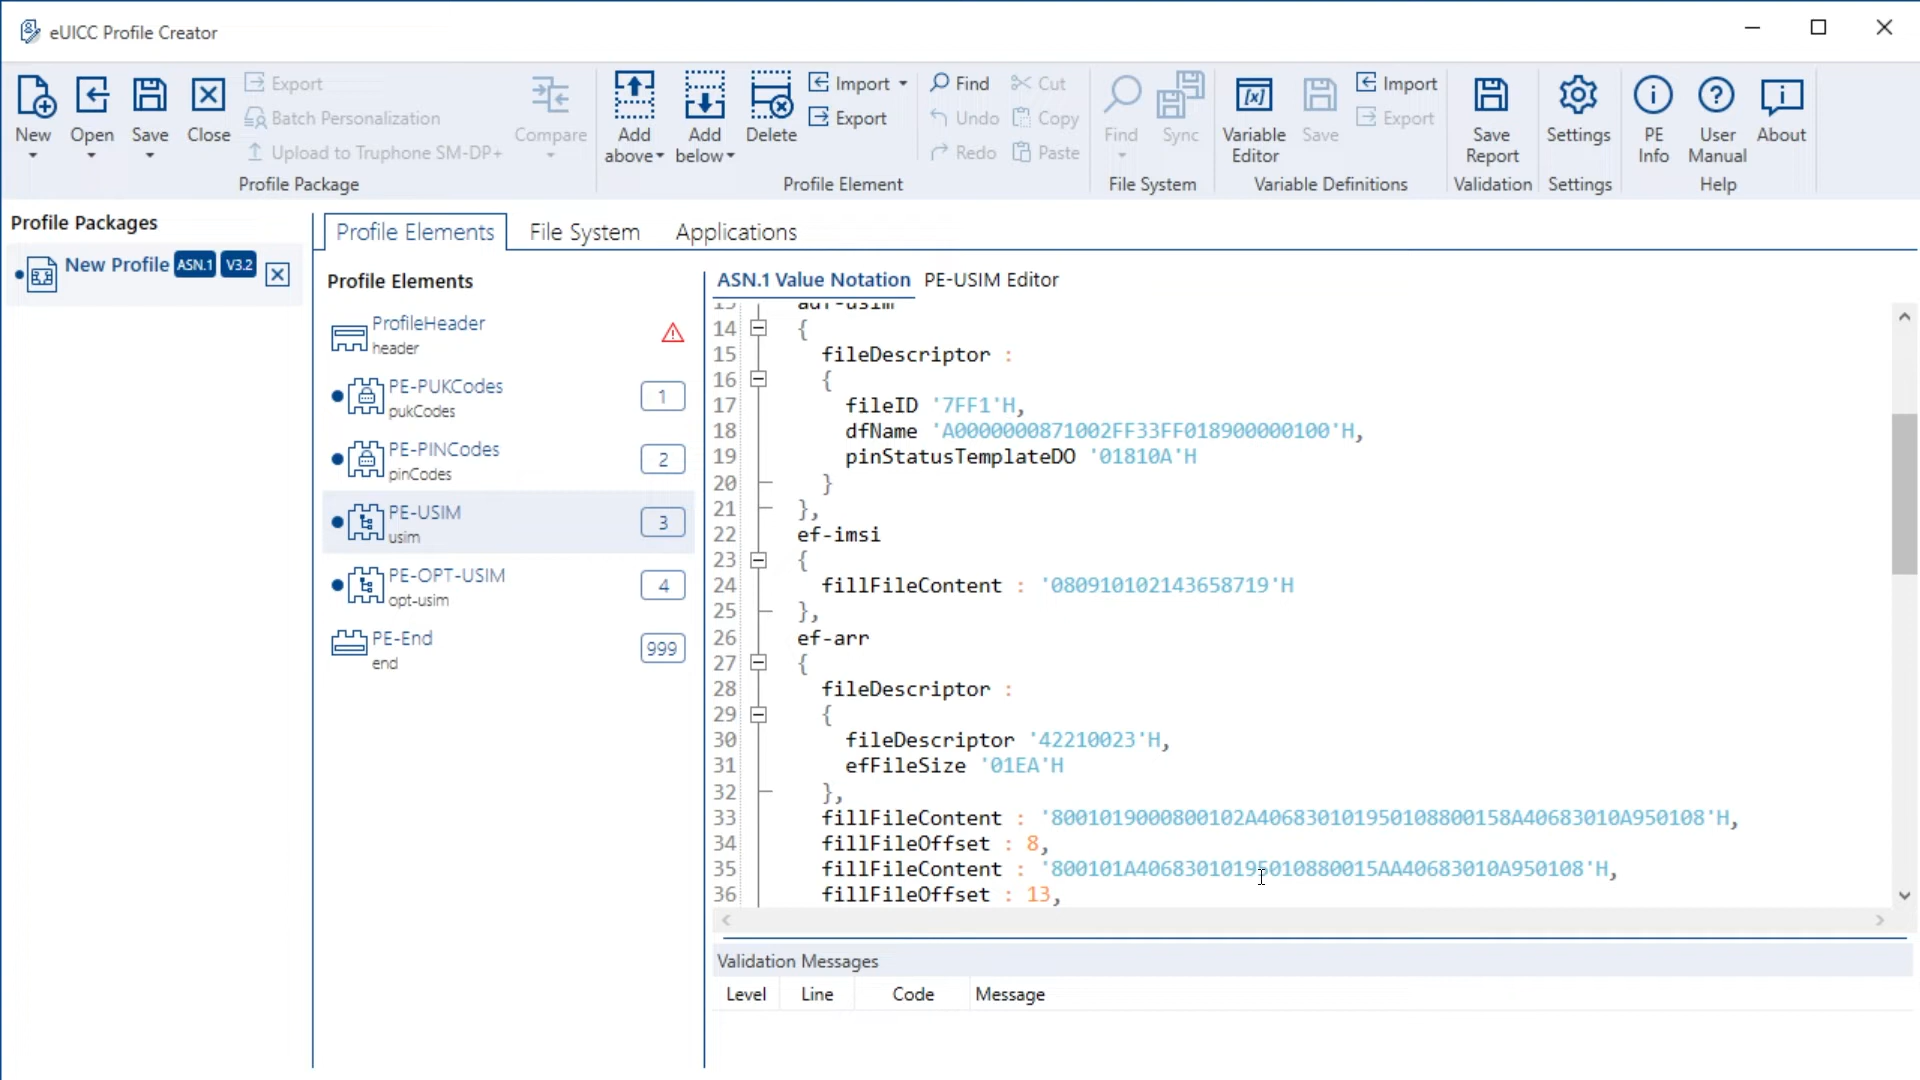 eUICC Profile Creator
New
Open
Save
Close
Export
Batch Personalization
Upload to Truphone SM-DP+
Compare
Profile Package
Add above
Add below
Delete
Import
Export
Find
Undo
Redo
Cut
Copy
Paste
Profile Element
Find
Sync
File System
Variable Editor
Save
Import
Export
Variable Definitions
Save Report
Validation
Settings
Settings
PE Info
User Manual
About
Help
Profile Packages
New Profile ASN.1 V3.2
Profile Elements
File System
Applications
Profile Elements
ProfileHeader
header
PE-PUKCodes
pukCodes
1
PE-PINCodes
pinCodes
2
PE-USIM
usim
3
PE-OPT-USIM
opt-usim
4
PE-End
end
999
ASN.1 Value Notation
PE-USIM Editor
13 adf-usim
14 {
15 fileDescriptor :
16 {
17 fileID '7FF1'H,
18 dfName 'A0000000871002FF33FF018900000100'H,
19 pinStatusTemplateDO '01810A'H
20 }
21 },
22 ef-imsi
23 {
24 fillFileContent : '080910102143658719'H
25 },
26 ef-arr
27 {
28 fileDescriptor :
29 {
30 fileDescriptor '42210023'H,
31 efFileSize '01EA'H
32 },
33 fillFileContent : '8001019000800102A406830101950108800158A40683010A950108'H,
34 fillFileOffset : 8,
35 fillFileContent : '800101A40683010195010880015AA40683010A950108'H,
36 fillFileOffset : 13,
Validation Messages
Level Line Code Message